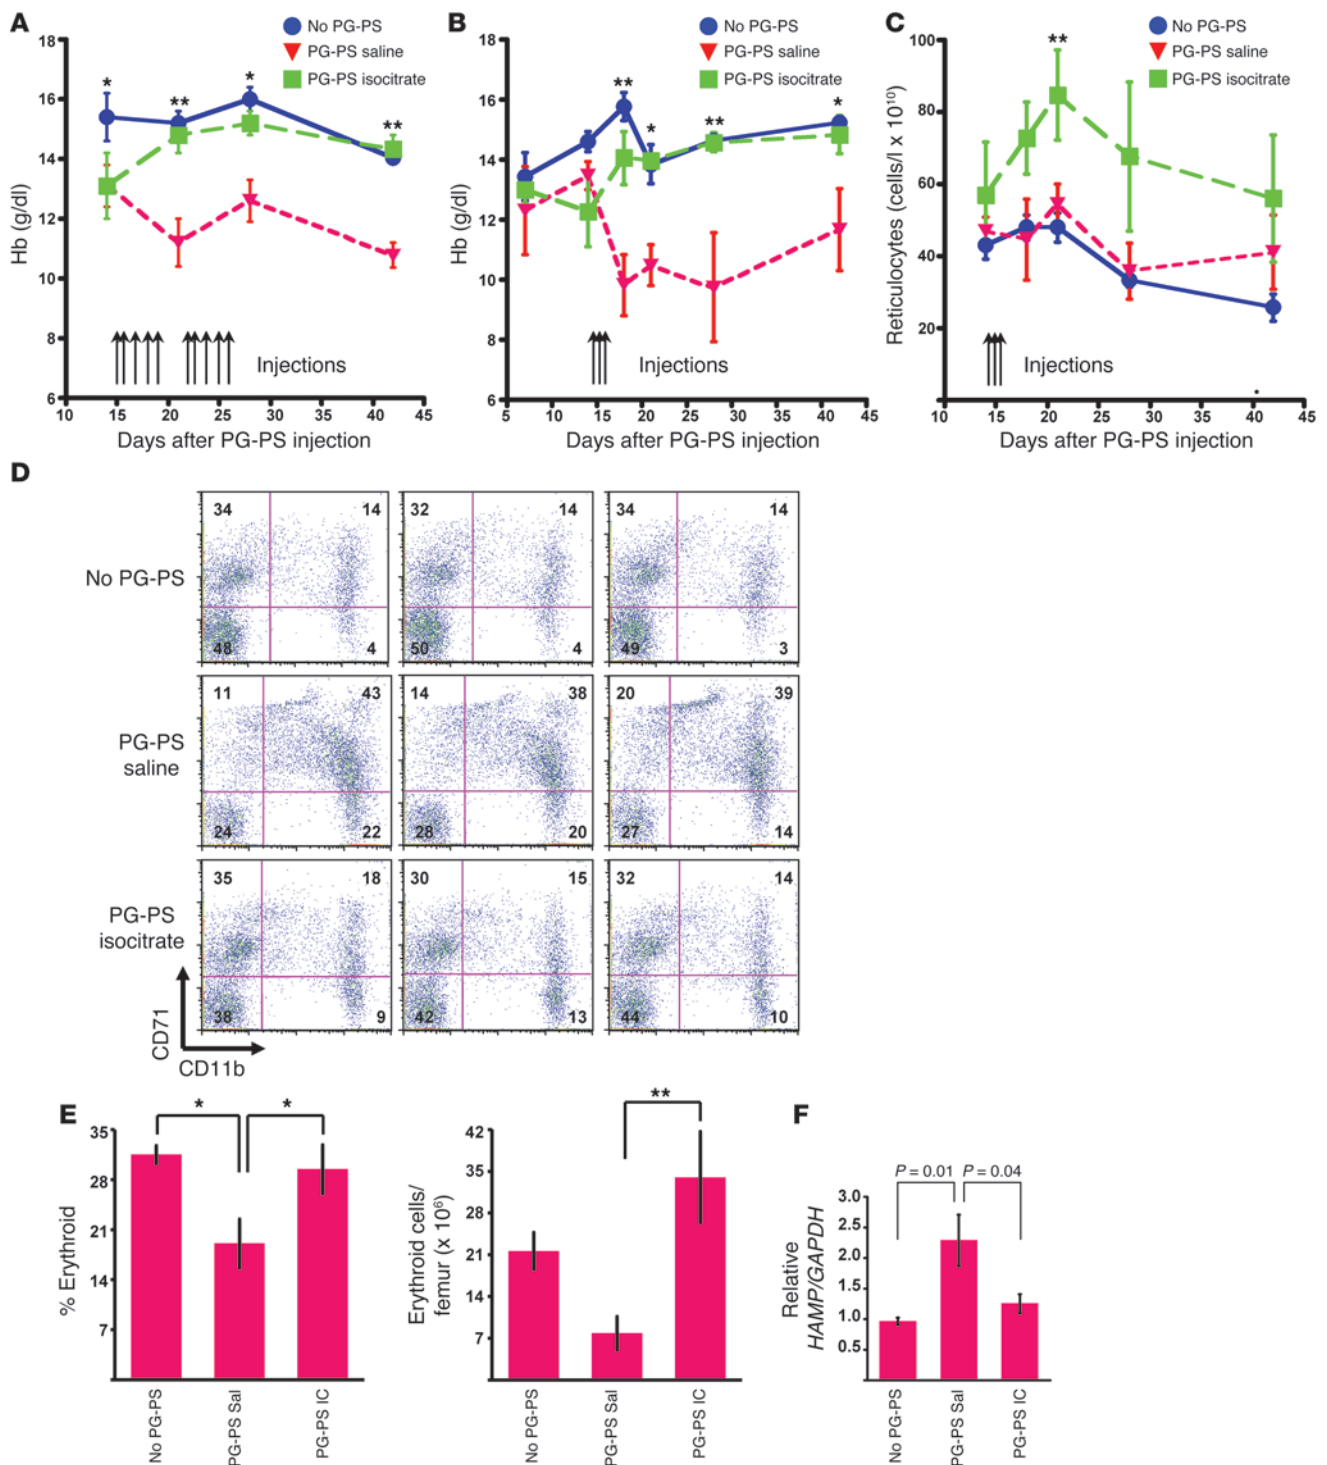 A
No PG-PS
PG-PS saline
PG-PS isocitrate
18
16
14
12
10
8
6
Hb (g/dl)
*
**
*
**
Injections
10 15 20 25 30 35 40 45
Days after PG-PS injection
B
No PG-PS
PG-PS saline
PG-PS isocitrate
18
16
14
12
10
8
6
Hb (g/dl)
**
*
**
*
Injections
5 10 15 20 25 30 35 40 45
Days after PG-PS injection
C
No PG-PS
PG-PS saline
PG-PS isocitrate
100
80
60
40
20
Reticulocytes (cells/l x 10¹⁰)
**
Injections
10 15 20 25 30 35 40 45
Days after PG-PS injection
D
No PG-PS
34 14
48 4
32 14
50 4
34 14
49 3
PG-PS
saline
11 43
24 22
14 38
28 20
20 39
27 14
PG-PS
isocitrate
35 18
38 9
30 15
42 13
32 14
44 10
CD71
CD11b
E
* *
35
28
21
14
7
% Erythroid
No PG-PS
PG-PS Sal
PG-PS IC
**
42
35
28
21
14
7
Erythroid cells/
femur (x 10⁶)
No PG-PS
PG-PS Sal
PG-PS IC
F
P = 0.01 P = 0.04
3.0
2.5
2.0
1.5
1.0
0.5
Relative
HAMP/GAPDH
No PG-PS
PG-PS Sal
PG-PS IC